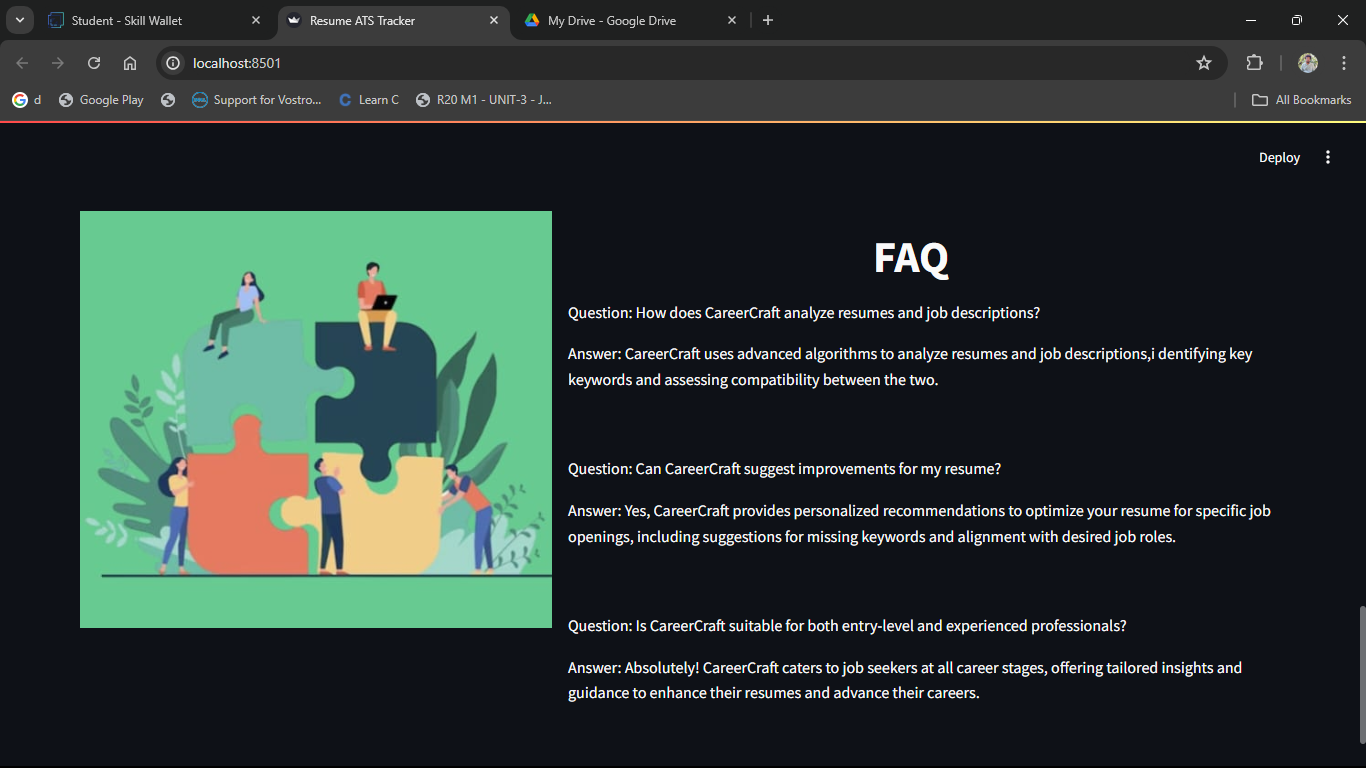 Student - Skill Wallet
Resume ATS Tracker
My Drive - Google Drive
localhost:8501
d
Google Play
Support for Vostro...
Learn C
R20 M1 - UNIT-3 - J...
All Bookmarks
Deploy
FAQ
Question: How does CareerCraft analyze resumes and job descriptions?
Answer: CareerCraft uses advanced algorithms to analyze resumes and job descriptions,i dentifying key
keywords and assessing compatibility between the two.
Question: Can CareerCraft suggest improvements for my resume?
Answer: Yes, CareerCraft provides personalized recommendations to optimize your resume for specific job
openings, including suggestions for missing keywords and alignment with desired job roles.
Question: Is CareerCraft suitable for both entry-level and experienced professionals?
Answer: Absolutely! CareerCraft caters to job seekers at all career stages, offering tailored insights and
guidance to enhance their resumes and advance their careers.